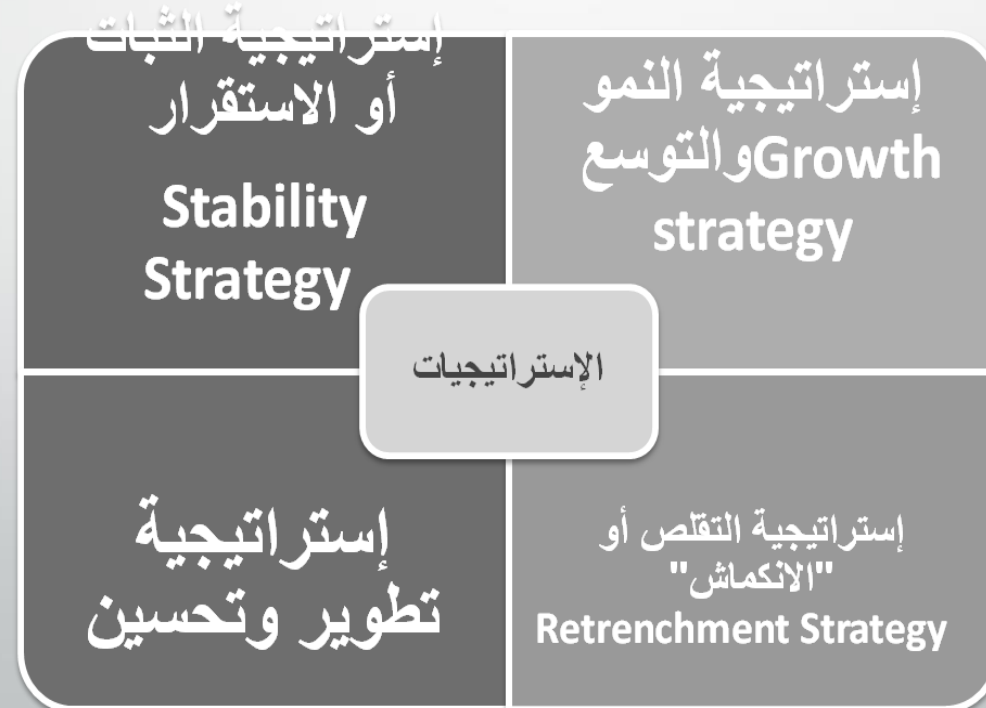 إستراتيجية النمو
والتوسعGrowth
strategy
إستراتيجية الثبات
أو الاستقرار
Stability
Strategy
الإستراتيجيات
إستراتيجية التقلص أو
"الانكماش"
Retrenchment Strategy
إستراتيجية
تطوير وتحسين